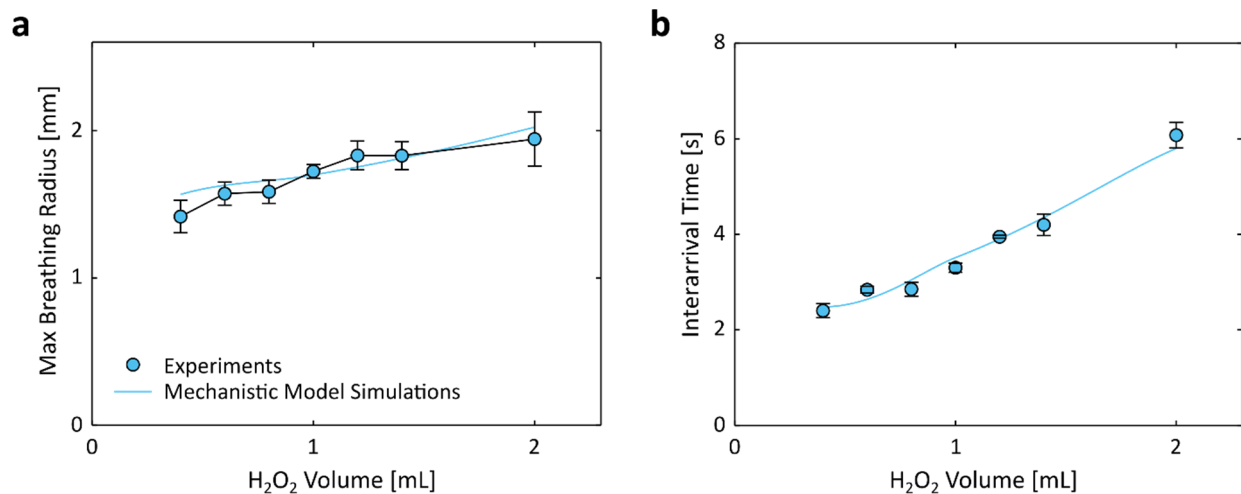 a
Max Breathing Radius [mm]
2
1
0
Experiments
Mechanistic Model Simulations
0
1
2
H₂O₂ Volume [mL]
b
Interarrival Time [s]
8
6
4
2
0
0
1
2
H₂O₂ Volume [mL]